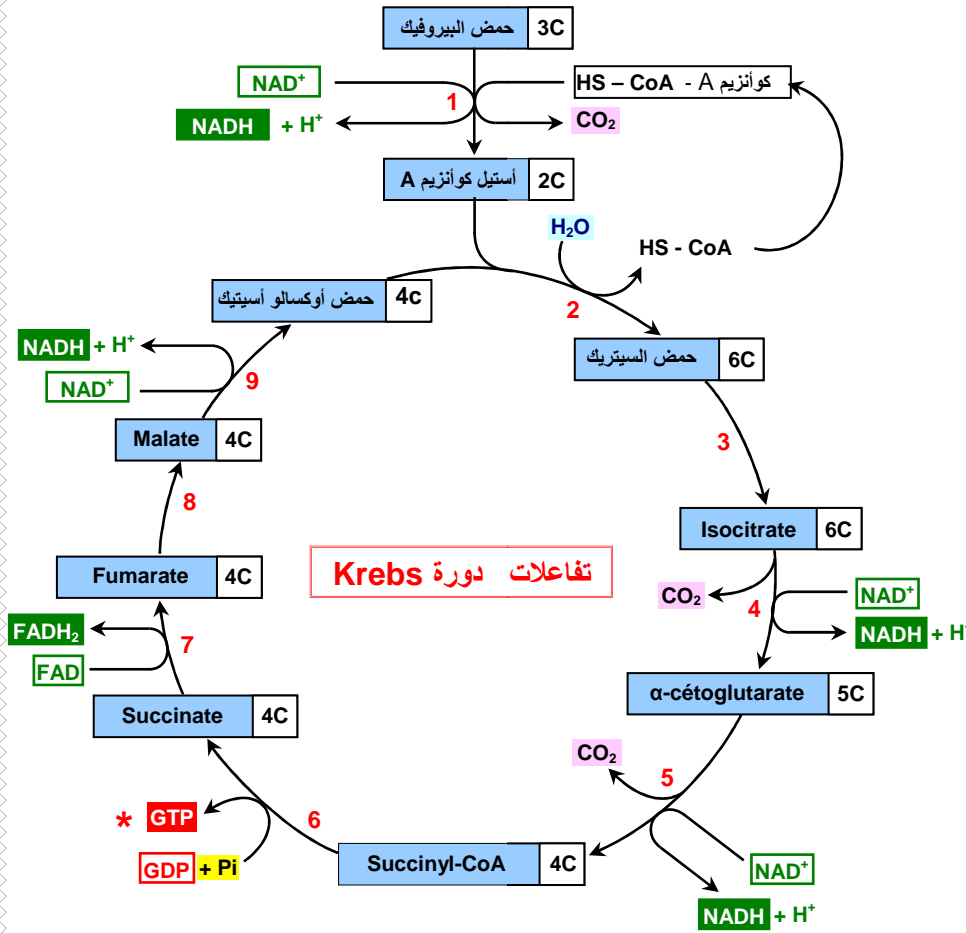 حمض البيروفيك 3C
NAD⁺
كوأنزيم A - HS – CoA
1
NADH + H⁺
CO₂
أستيل كوأنزيم A 2C
H₂O
HS - CoA
2
حمض أوكسالو أسيتيك 4c
حمض السيتريك 6C
NADH + H⁺
NAD⁺
9
3
Malate 4C
8
Isocitrate 6C
تفاعلات دورة Krebs
Fumarate 4C
CO₂
4
NAD⁺
NADH + H⁺
FADH₂
7
FAD
α-cétoglutarate 5C
Succinate 4C
CO₂
5
* GTP
6
GDP + Pi
Succinyl-CoA 4C
NAD⁺
NADH + H⁺